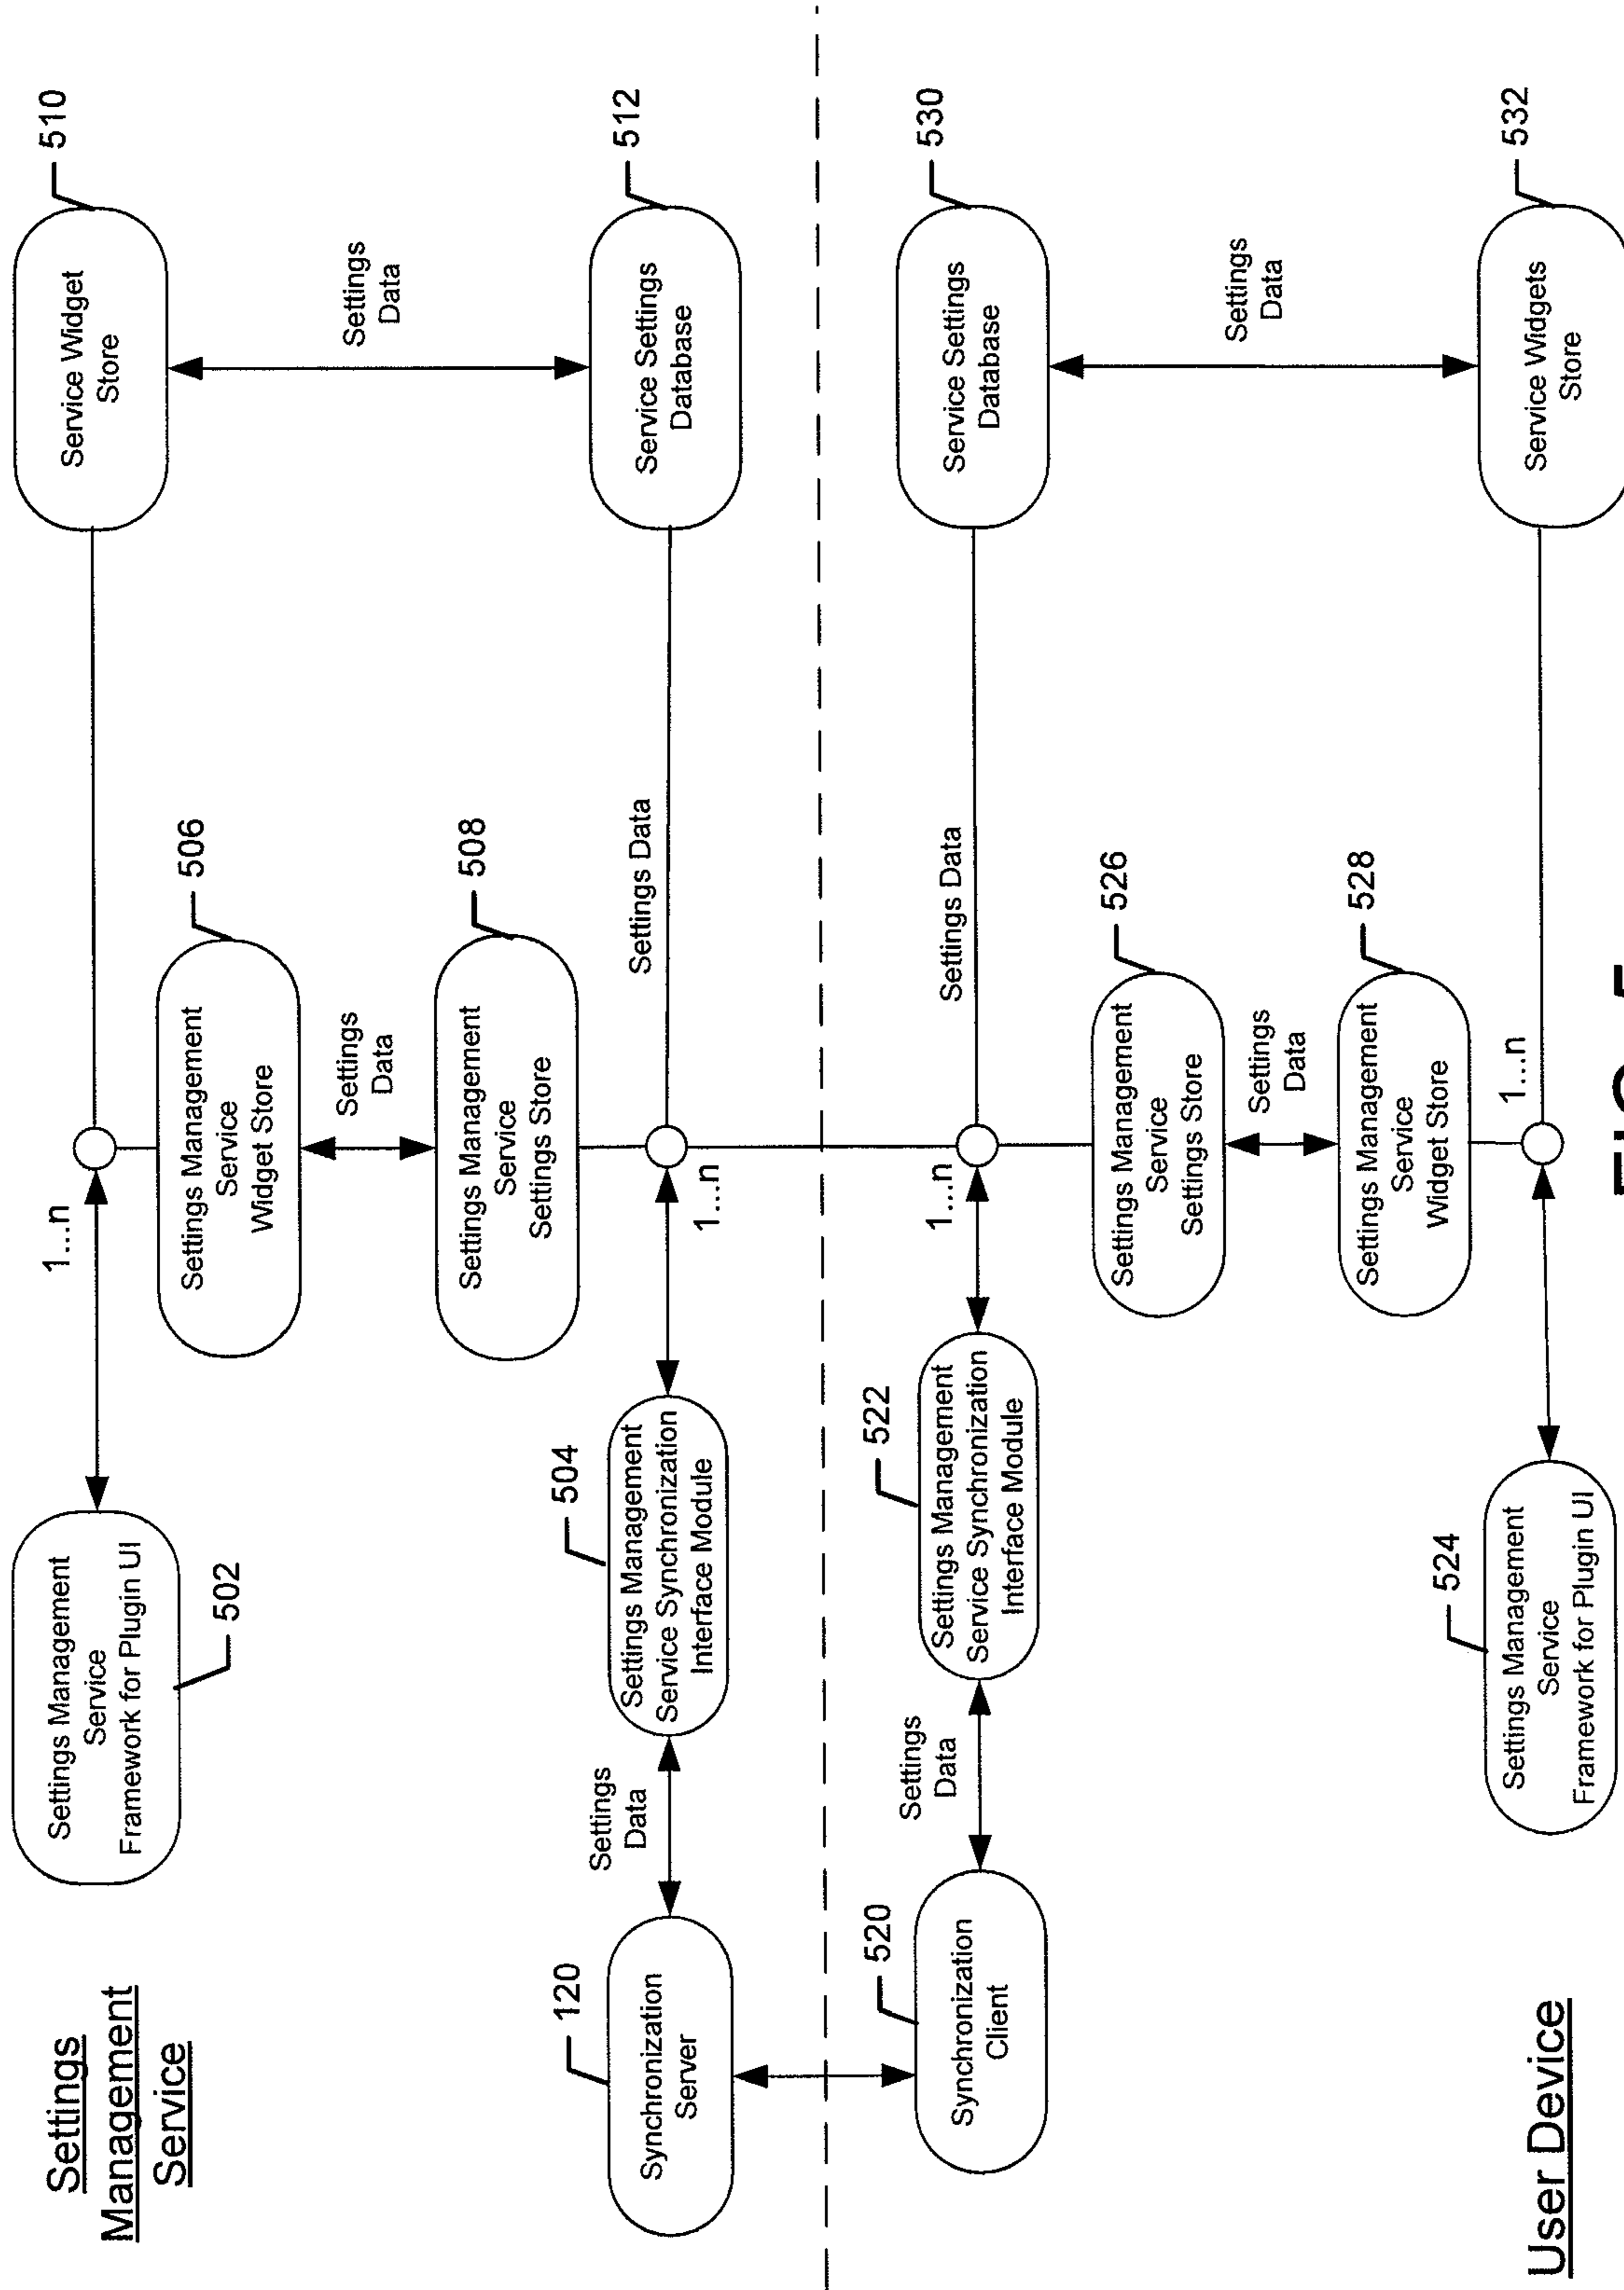 Settings
Management
Service
Settings Management
Service
Framework for Plugin UI
502
1...n
Service Widget
Store
510
Settings Management
Service
Widget Store
506
Settings
Data
Settings
Data
Settings Management
Service
Settings Store
508
120
Synchronization
Server
Settings
Data
504
Settings Management
Service Synchronization
Interface Module
1...n
Settings Data
Service Settings
Database
512
520
Synchronization
Client
Settings
Data
522
Settings Management
Service Synchronization
Interface Module
1...n
Settings Data
Service Settings
Database
530
Settings Management
Service
Settings Store
526
Settings
Data
Settings
Data
Settings Management
Service
Widget Store
528
User Device
524
Settings Management
Service
Framework for Plugin UI
1...n
Service Widgets
Store
532